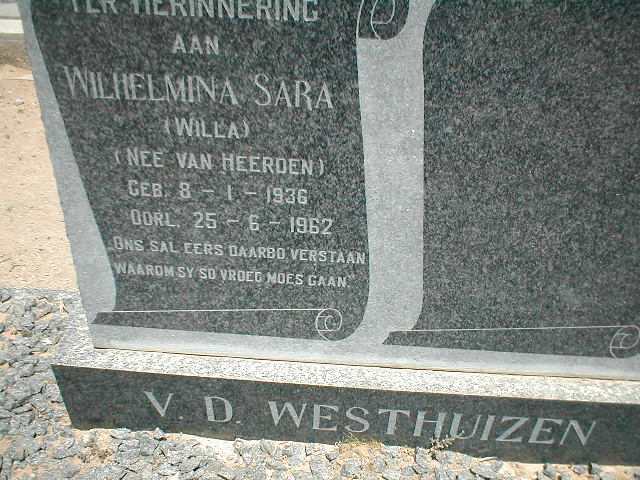 TER HERINNERING
AAN
WILHELMINA SARA
(WILLA)
(NEE VAN HEERDEN)
GEB. 8 - 1 - 1936
OORL. 25 - 6 - 1962
„ONS SAL EERS DAARBO VERSTAAN
WAAROM SY SO VROEG MOES GAAN"
V. D. WESTHUIZEN